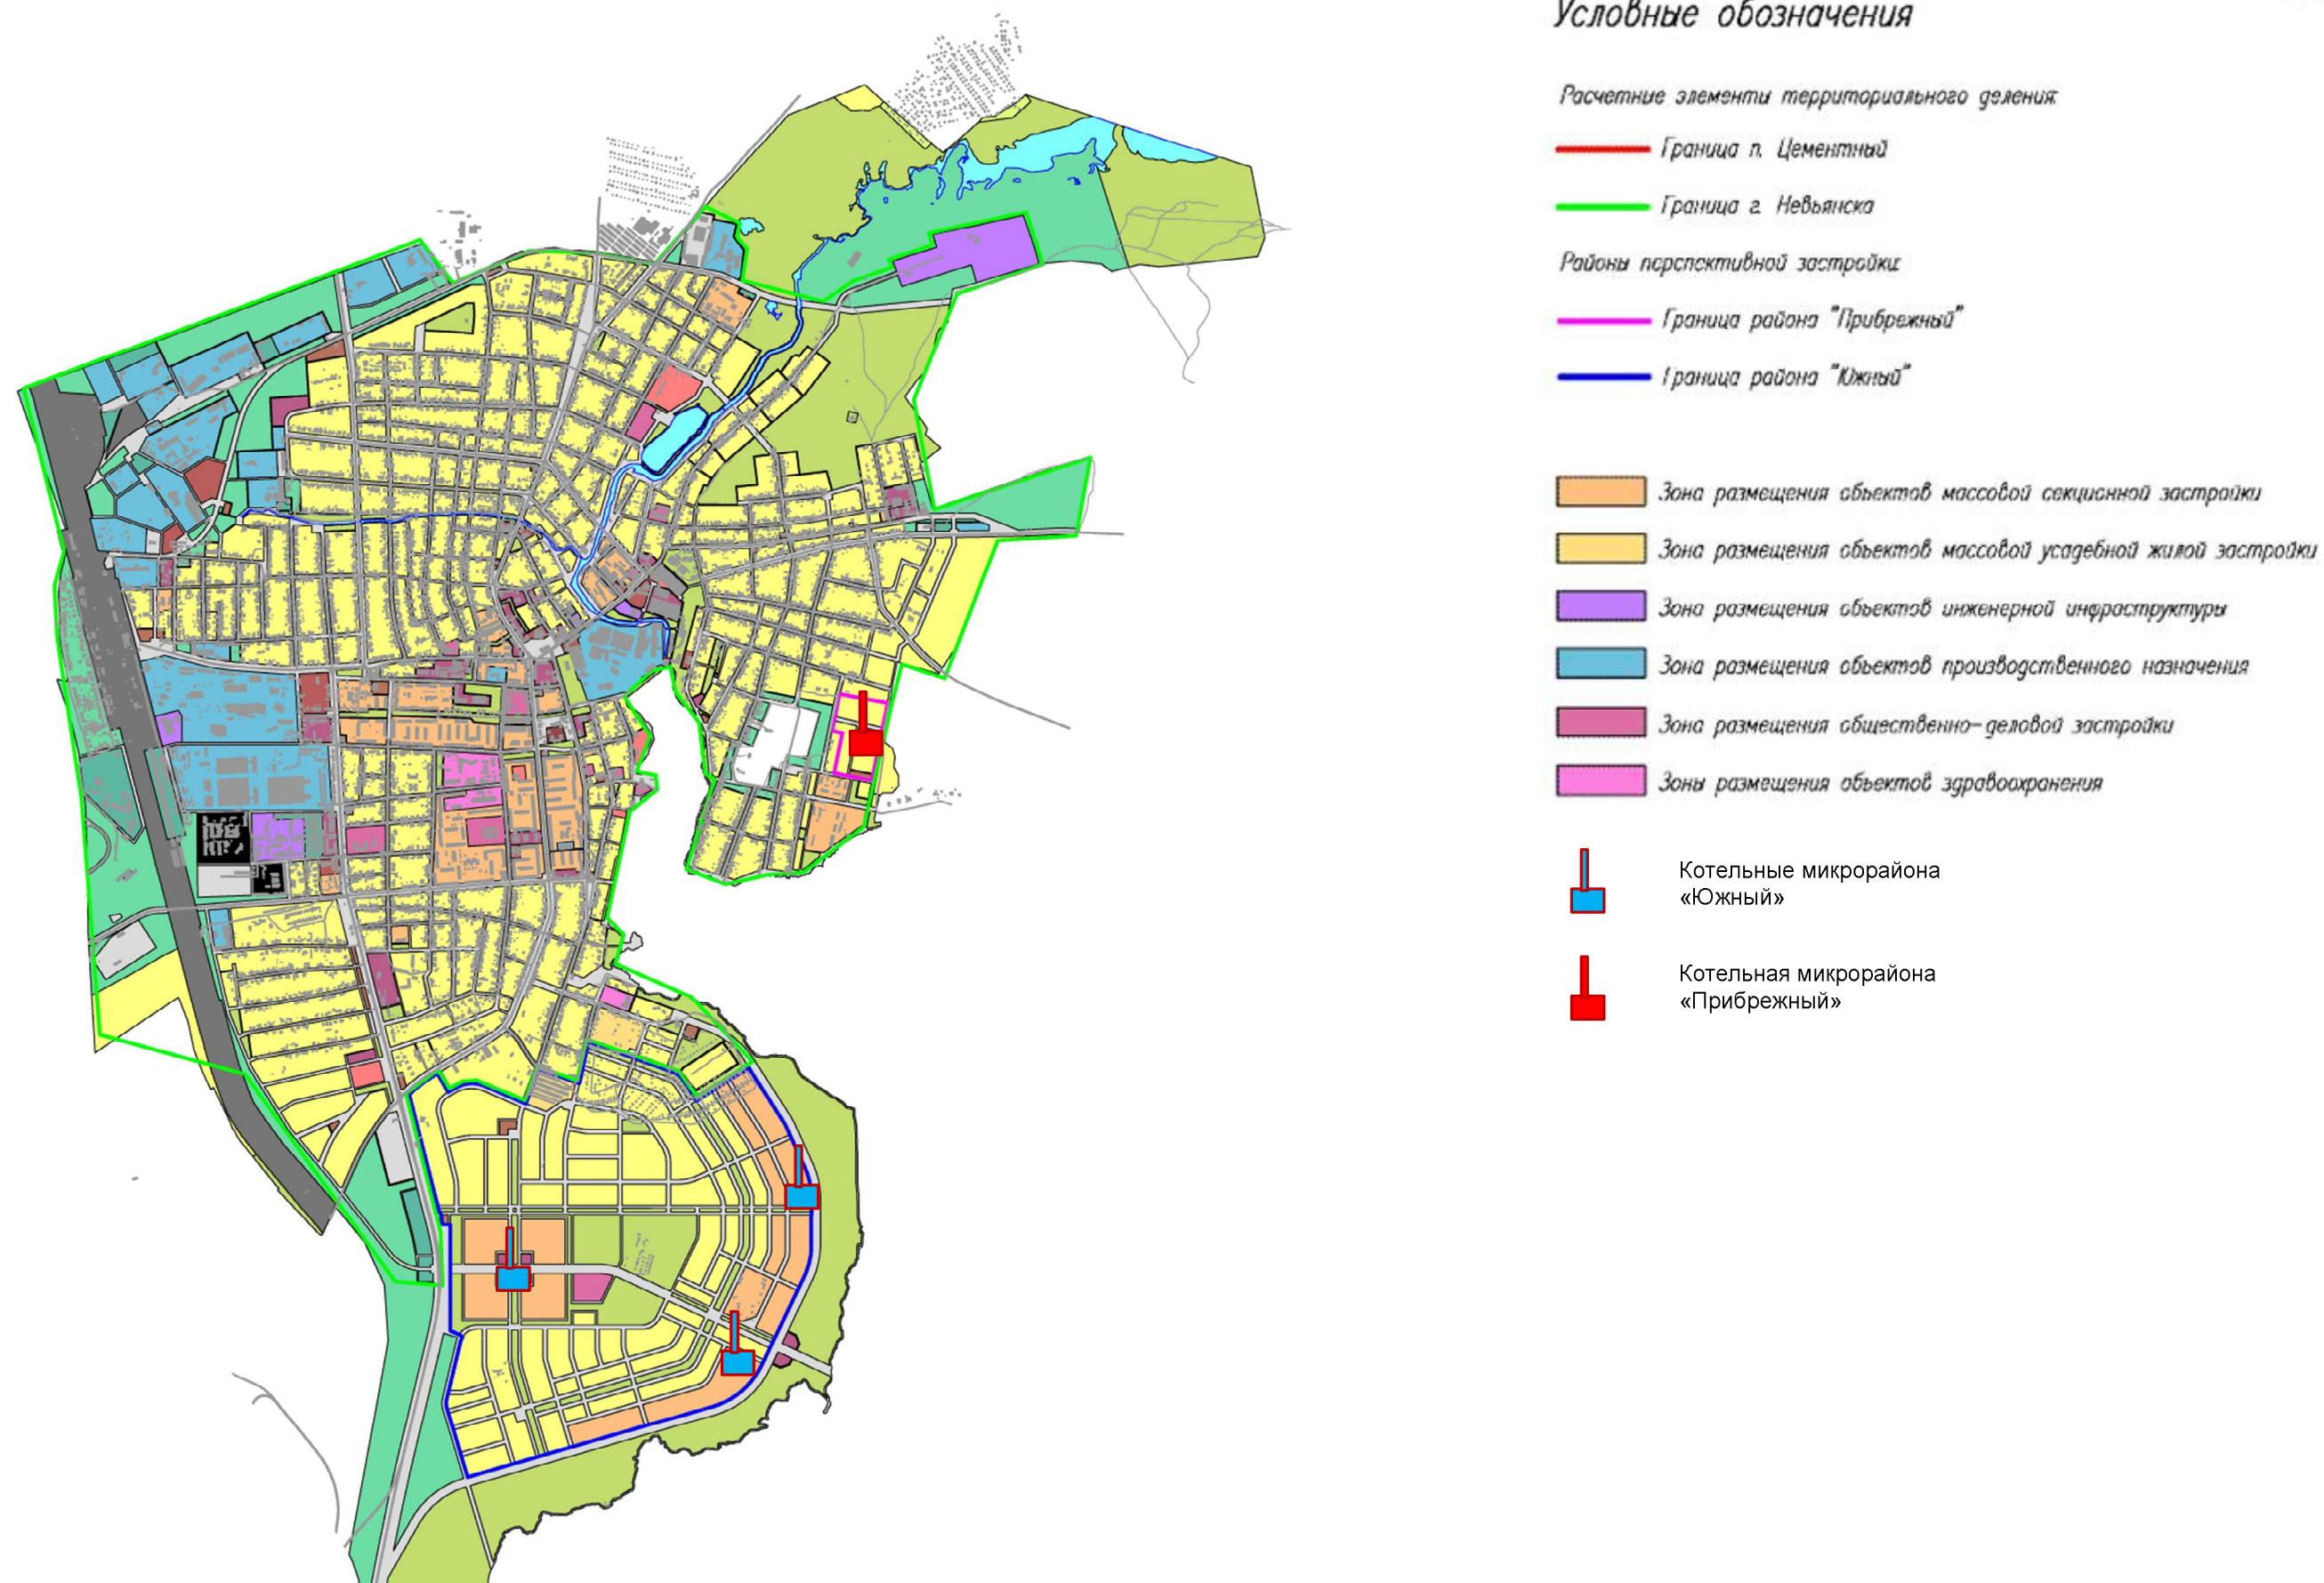 Условные обозначения
Расчетные элементы территориального деления:
Граница п. Цементный
Граница г. Невьянска
Районы перспективной застройки:
Граница района "Прибрежный"
Граница района "Южный"
Зона размещения объектов массовой секционной застройки
Зона размещения объектов массовой усадебной жилой застройки
Зона размещения объектов инженерной инфраструктуры
Зона размещения объектов производственного назначения
Зона размещения общественно-деловой застройки
Зоны размещения объектов здравоохранения
Котельные микрорайона
«Южный»
Котельная микрорайона
«Прибрежный»